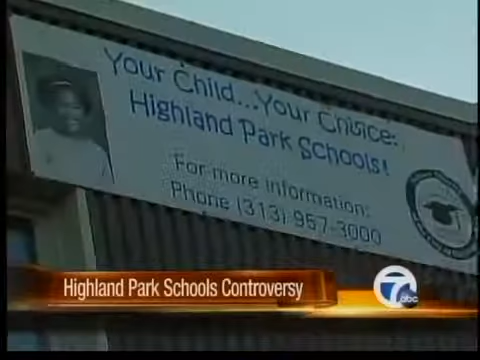 Your Child...Your Choice:
Highland Park Schools!
For more information:
Phone (313) 957-3000
Highland Park Schools Controversy
7
abc